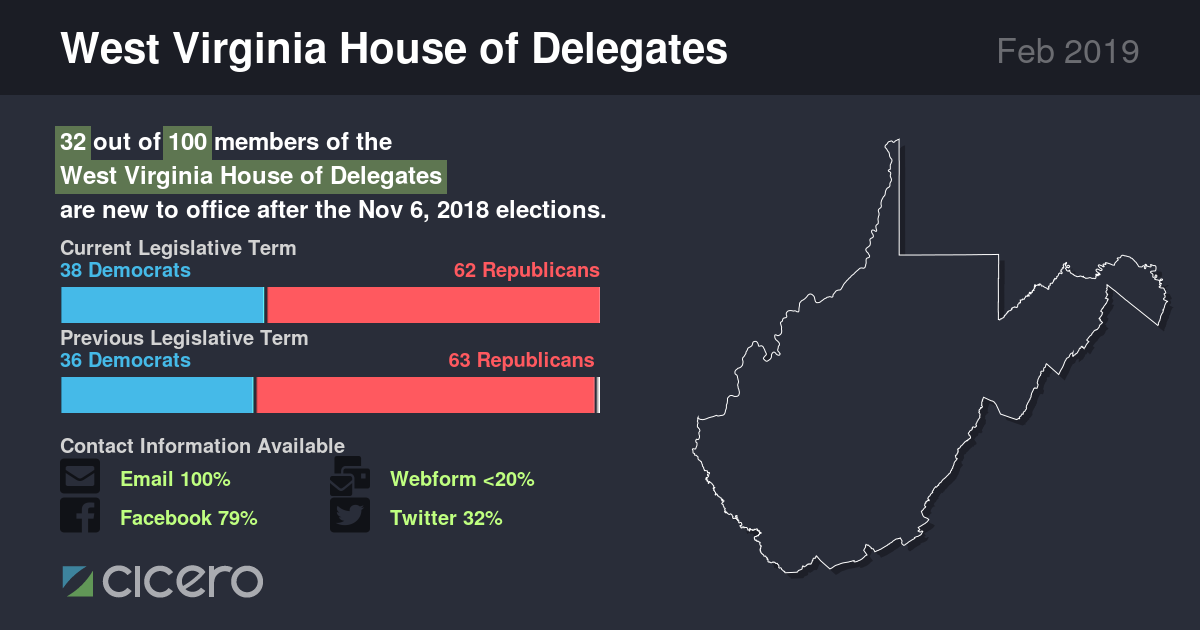 West Virginia House of Delegates
Feb 2019
32 out of 100 members of the
West Virginia House of Delegates
are new to office after the Nov 6, 2018 elections.
Current Legislative Term
38 Democrats 62 Republicans
Previous Legislative Term
36 Democrats 63 Republicans
Contact Information Available
Email 100% Webform <20%
Facebook 79% Twitter 32%
cicero